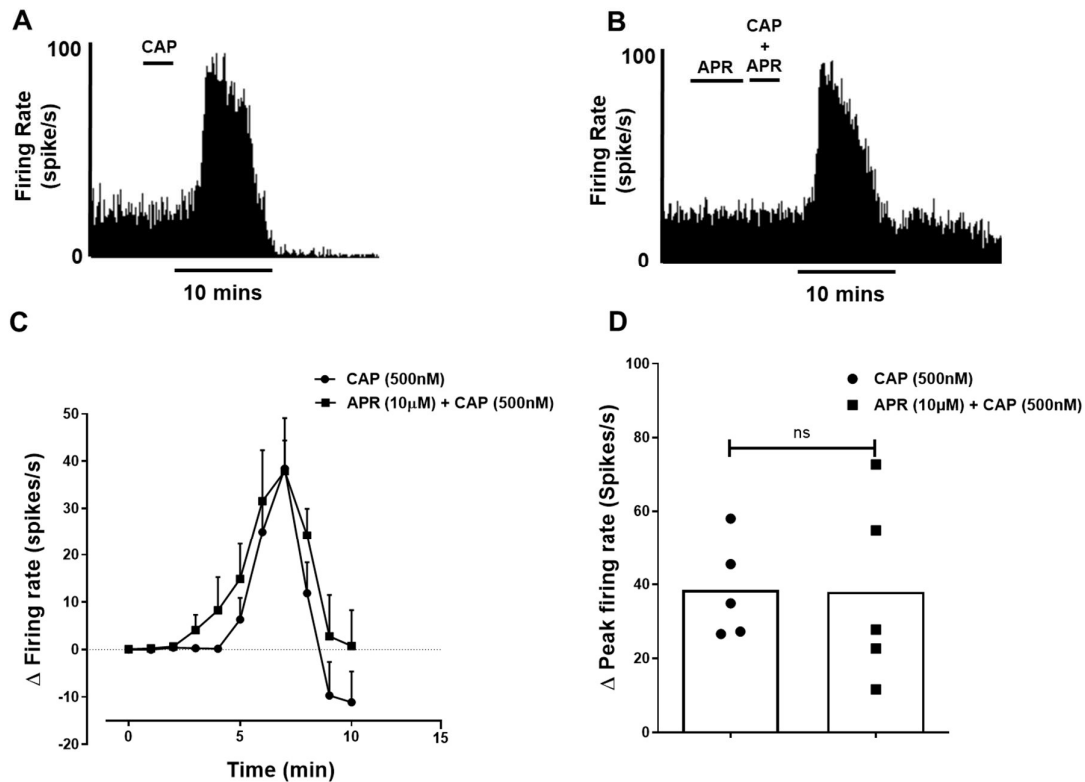 A
CAP
100
0
Firing Rate
(spike/s)
10 mins
B
CAP
+
APR
APR
100
0
Firing Rate
(spike/s)
10 mins
C
CAP (500nM)
APR (10μM) + CAP (500nM)
50
40
30
20
10
0
-10
-20
Δ Firing rate (spikes/s)
0
5
10
15
Time (min)
D
CAP (500nM)
APR (10μM) + CAP (500nM)
100
80
60
40
20
0
Δ Peak firing rate (Spikes/s)
ns